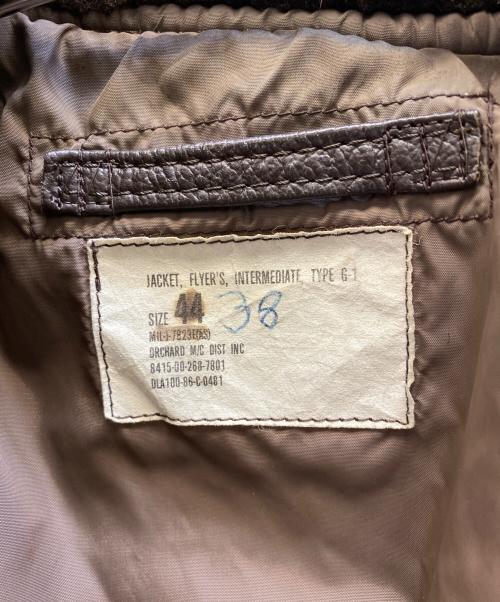 JACKET, FLYER'S, INTERMEDIATE TYPE G-1
SIZE 44 38
MIL-J-7823E(AS)
ORCHARD M/C DIST INC
8415-00-268-7801
DLA100-86-C-0481